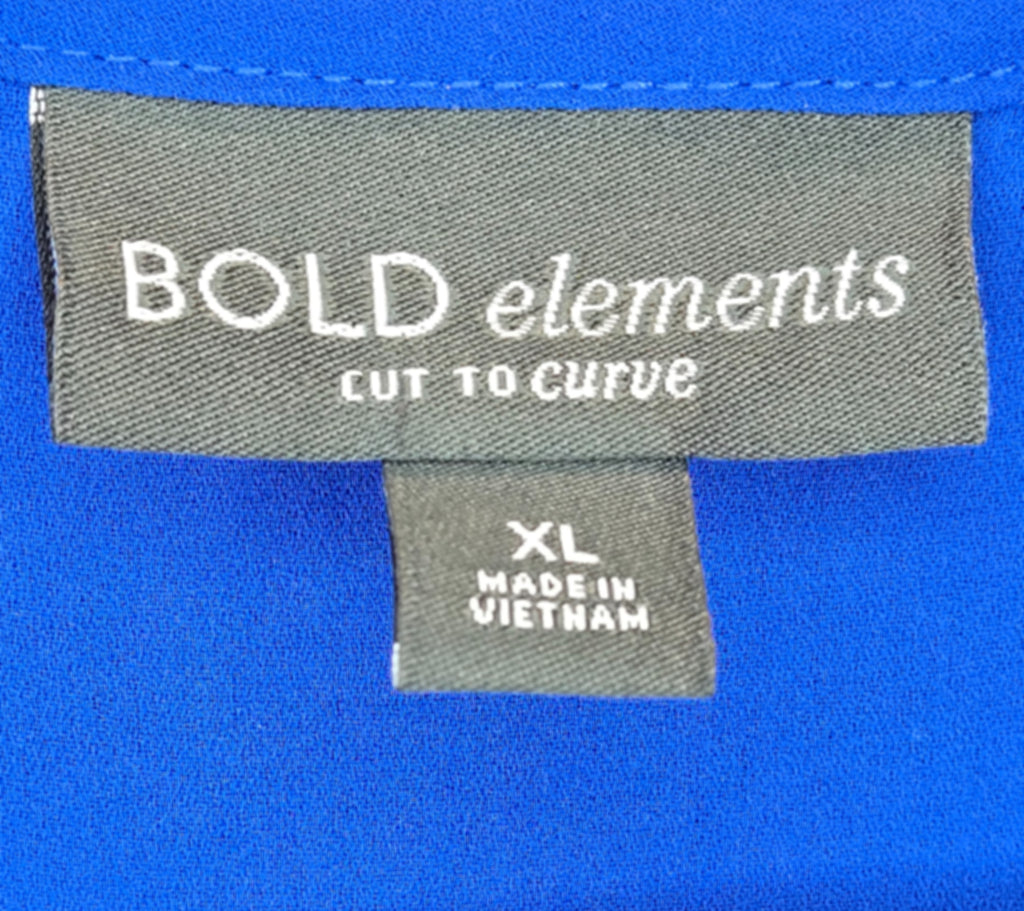 BOLD elements
CUT TO curve
XL
MADE IN
VIETNAM